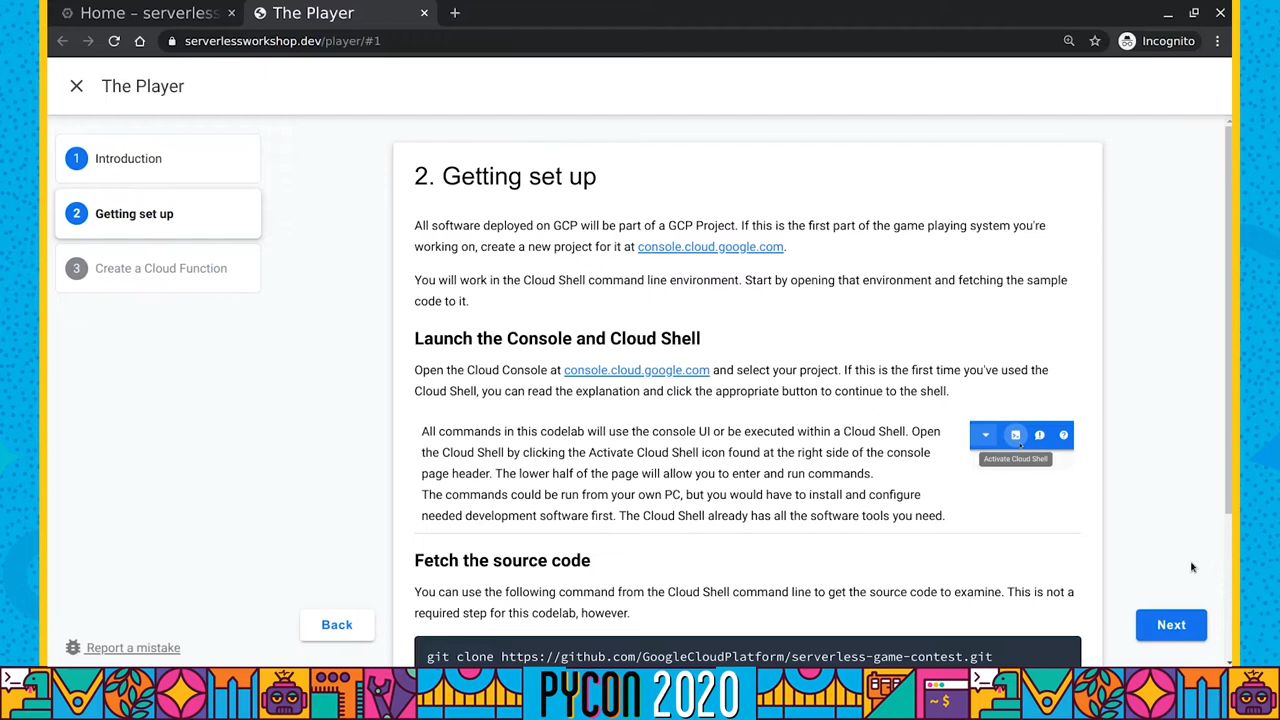 Home – serverless
The Player
serverlessworkshop.dev/player/#1
Incognito
The Player
1 Introduction
2 Getting set up
3 Create a Cloud Function
2. Getting set up
All software deployed on GCP will be part of a GCP Project. If this is the first part of the game playing system you're
working on, create a new project for it at console.cloud.google.com.
You will work in the Cloud Shell command line environment. Start by opening that environment and fetching the sample
code to it.
Launch the Console and Cloud Shell
Open the Cloud Console at console.cloud.google.com and select your project. If this is the first time you've used the
Cloud Shell, you can read the explanation and click the appropriate button to continue to the shell.
All commands in this codelab will use the console UI or be executed within a Cloud Shell. Open
the Cloud Shell by clicking the Activate Cloud Shell icon found at the right side of the console
page header. The lower half of the page will allow you to enter and run commands.
The commands could be run from your own PC, but you would have to install and configure
needed development software first. The Cloud Shell already has all the software tools you need.
Activate Cloud Shell
Fetch the source code
You can use the following command from the Cloud Shell command line to get the source code to examine. This is not a
required step for this codelab, however.
git clone https://github.com/GoogleCloudPlatform/serverless-game-contest.git
Back
Next
Report a mistake
PYCON 2020
~ $